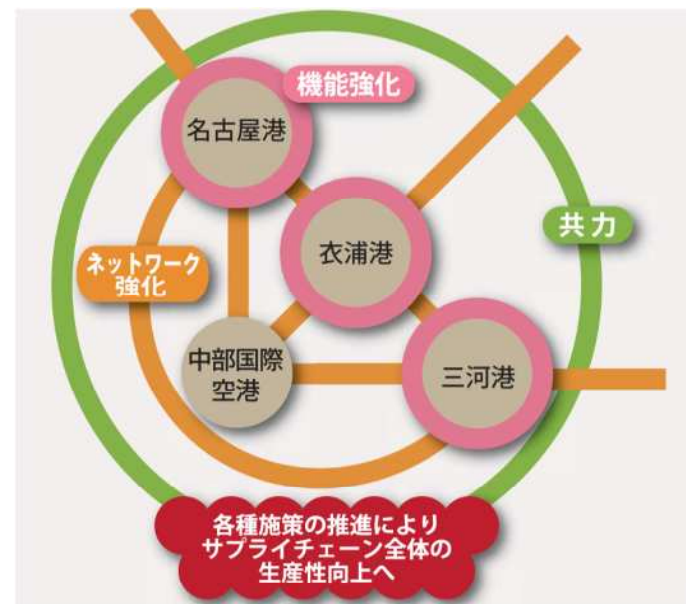 機能強化
名古屋港
衣浦港
共力
ネットワーク
強化
中部国際
空港
三河港
各種施策の推進により
サプライチェーン全体の
生産性向上へ